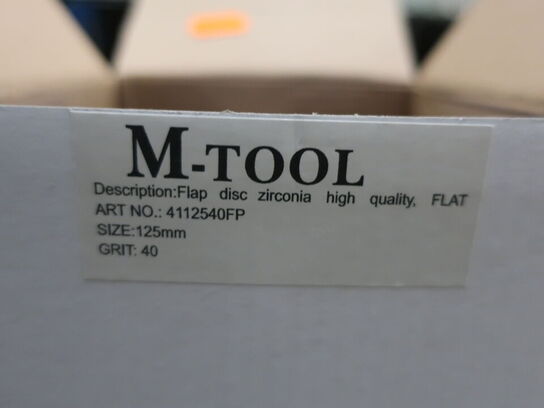 M-TOOL
Description:Flap disc zirconia high quality, FLAT
ART NO.: 4112540FP
SIZE:125mm
GRIT: 40